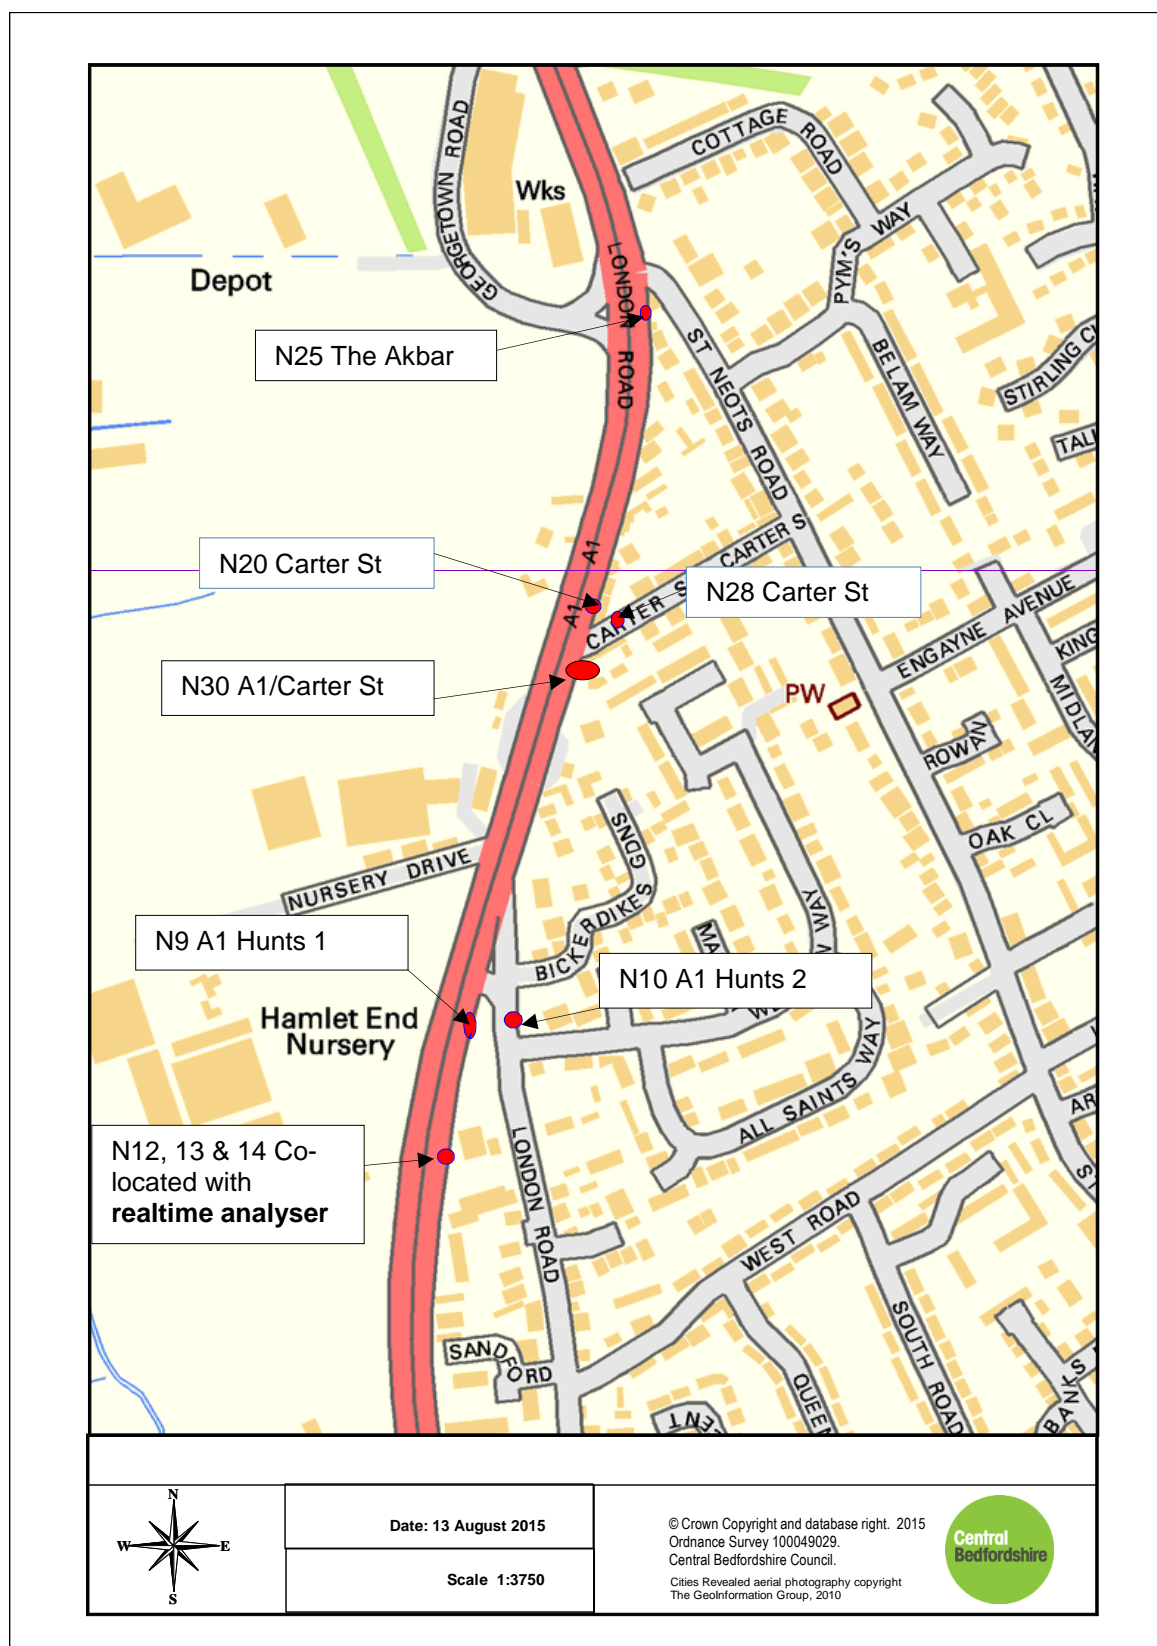 COTTAGE ROAD
GEORGETOWN ROAD
Wks
PYM'S WAY
LONDON ROAD
Depot
N25 The Akbar
ST NEOTS ROAD
BELAM WAY
STIRLING
A1
N20 Carter St
CARTER S
N28 Carter St
A1
CARTER S
ENGAYNE AVENUE
KING
N30 A1/Carter St
PW
MIDLAN
ROWAN
OAK CL
NURSERY DRIVE
BICKERDIKES GDNS
WAY
N9 A1 Hunts 1
MA
N10 A1 Hunts 2
Hamlet End
Nursery
ALL SAINTS WAY
AR
N12, 13 & 14 Co-
located with
realtime analyser
LONDON ROAD
WEST ROAD
SOUTH ROAD
SANDFORD
QUEEN
LENT
BANKS
N
W E
S
Date: 13 August 2015
Scale 1:3750
© Crown Copyright and database right. 2015
Ordnance Survey 100049029.
Central Bedfordshire Council.
Cities Revealed aerial photography copyright
The GeoInformation Group, 2010
Central
Bedfordshire